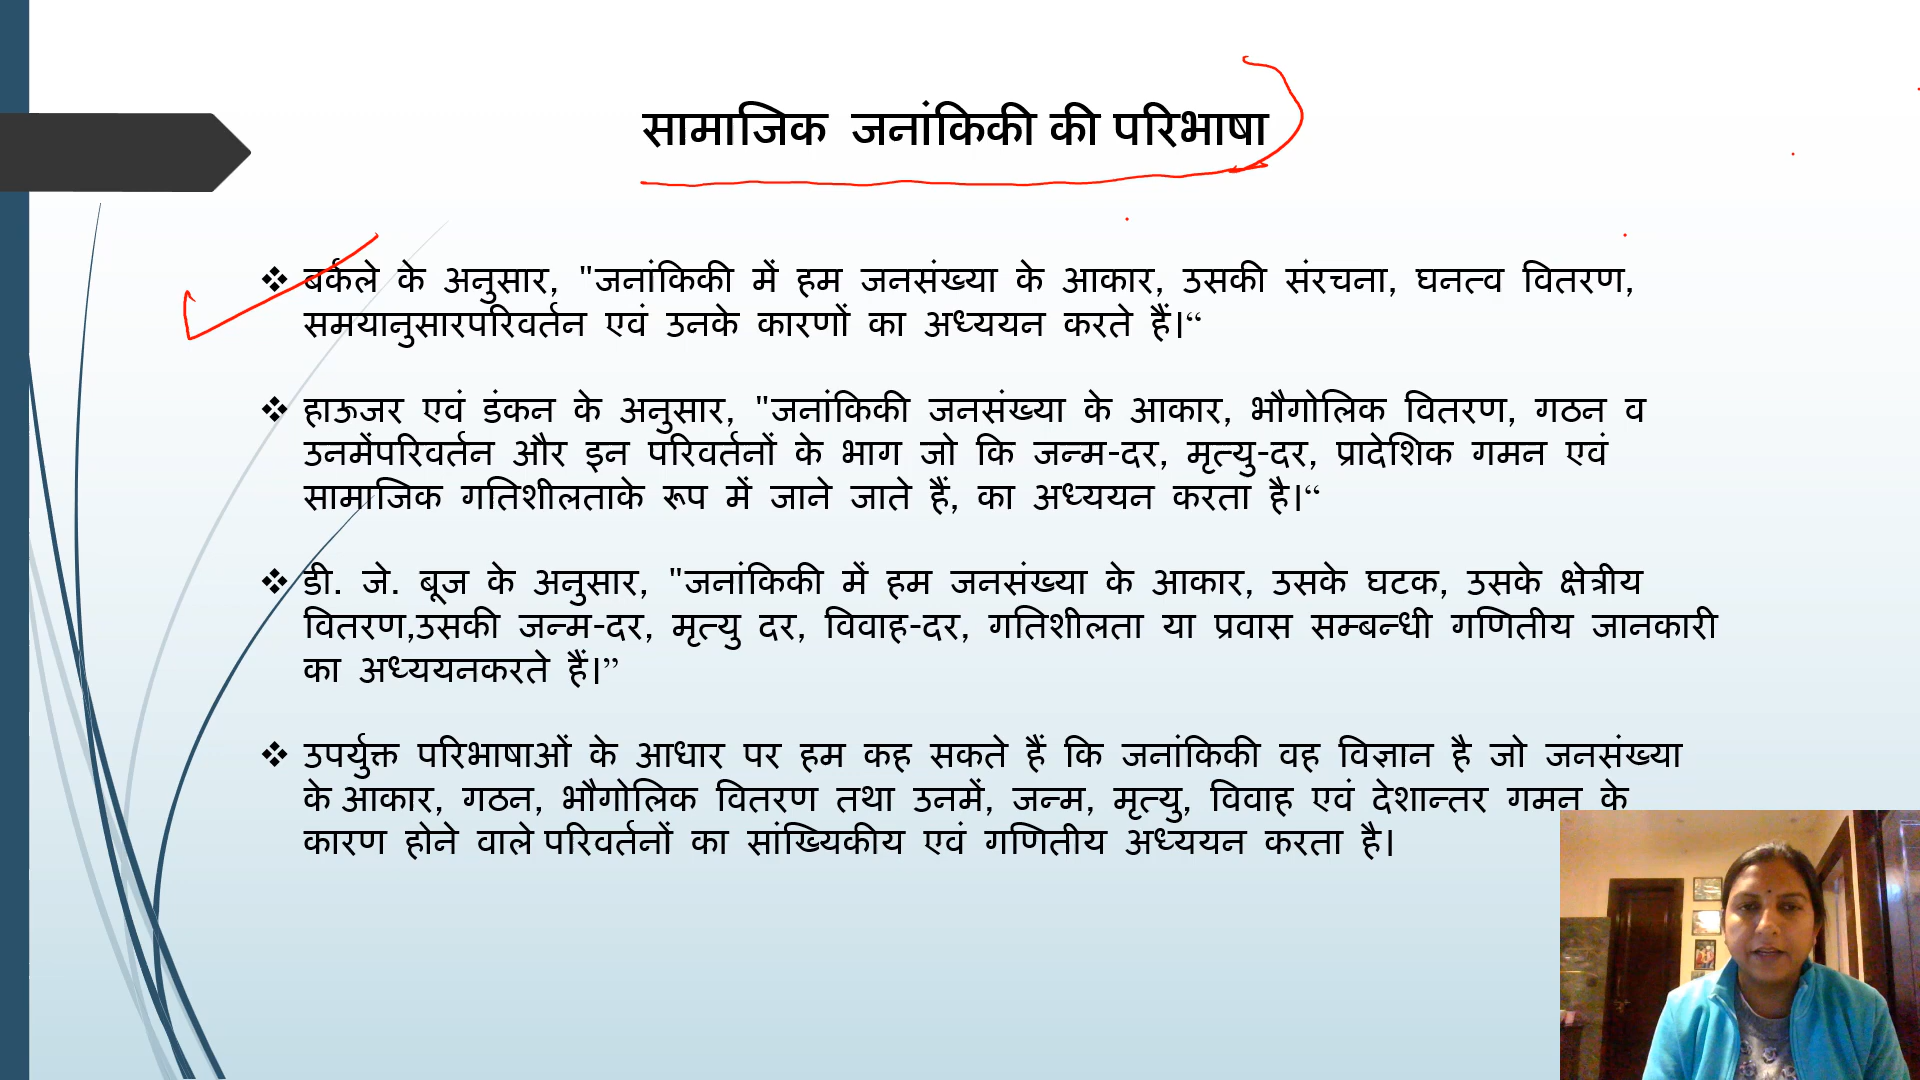 सामाजिक जनांकिकी की परिभाषा
❖ बर्कले के अनुसार, "जनांकिकी में हम जनसंख्या के आकार, उसकी संरचना, घनत्व वितरण,
समयानुसारपरिवर्तन एवं उनके कारणों का अध्ययन करते हैं।“
❖ हाऊजर एवं डंकन के अनुसार, "जनांकिकी जनसंख्या के आकार, भौगोलिक वितरण, गठन व
उनमेंपरिवर्तन और इन परिवर्तनों के भाग जो कि जन्म-दर, मृत्यु-दर, प्रादेशिक गमन एवं
सामाजिक गतिशीलताके रूप में जाने जाते हैं, का अध्ययन करता है।“
❖ डी. जे. बूज के अनुसार, "जनांकिकी में हम जनसंख्या के आकार, उसके घटक, उसके क्षेत्रीय
वितरण,उसकी जन्म-दर, मृत्यु दर, विवाह-दर, गतिशीलता या प्रवास सम्बन्धी गणितीय जानकारी
का अध्ययनकरते हैं।”
❖ उपर्युक्त परिभाषाओं के आधार पर हम कह सकते हैं कि जनांकिकी वह विज्ञान है जो जनसंख्या
के आकार, गठन, भौगोलिक वितरण तथा उनमें, जन्म, मृत्यु, विवाह एवं देशान्तर गमन के
कारण होने वाले परिवर्तनों का सांख्यिकीय एवं गणितीय अध्ययन करता है।